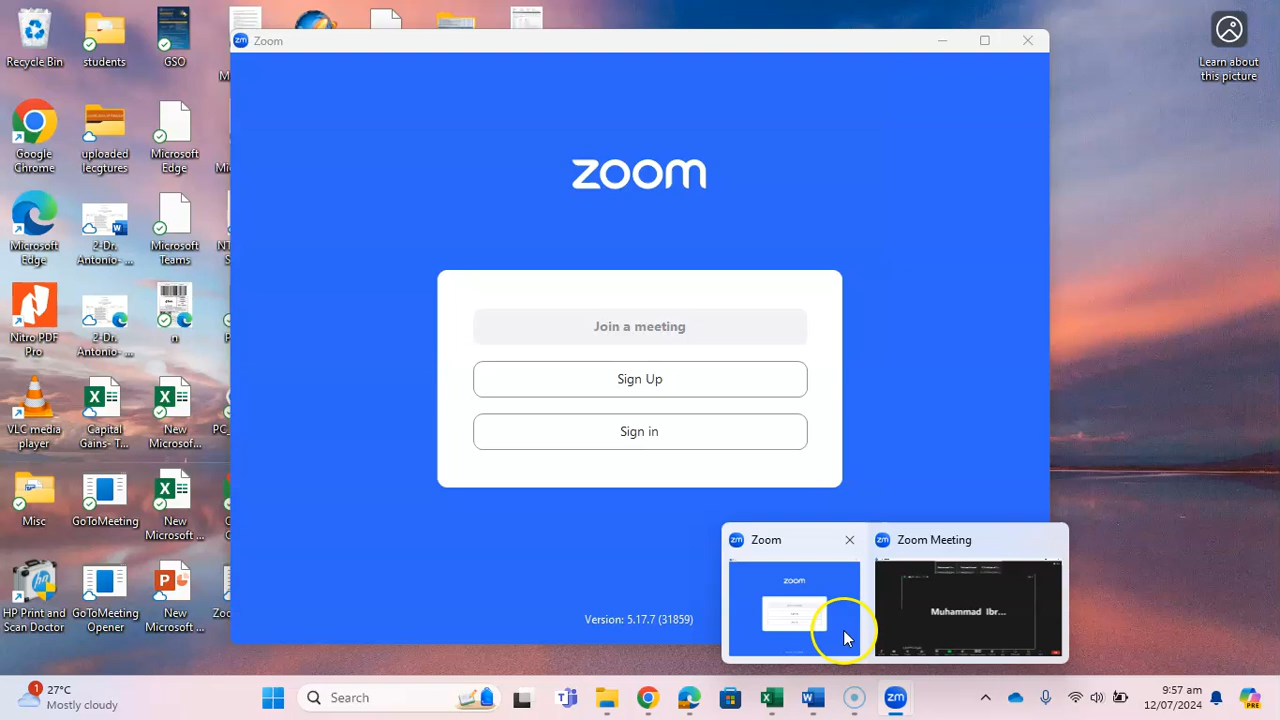 Zoom
zoom
Join a meeting
Sign Up
Sign in
Version: 5.17.7 (31859)
Recycle Bin
students
GSO
Learn about
this picture
Google
Chrome
uploaded
lecgtures
Microsoft
Edge
Microsoft
Edge
2-Dr.
Antonio- ...
Microsoft
Teams
Nitro PDF
Pro
2-Dr.
Antonio- ...
n
VLC media
player
Capital
Gains- T...
New
Microsof...
Misc
GoToMeeting
New
Microsoft ...
HP Print and
Scan Doctor
GoToMeeting
Opener
New
Microsoft ...
Zoom
Zoom Meeting
zoom
Muhammad Ibr...
27°C
Mostly cloudy
1
Search
zm
:57 am
12/07/2024
PRE